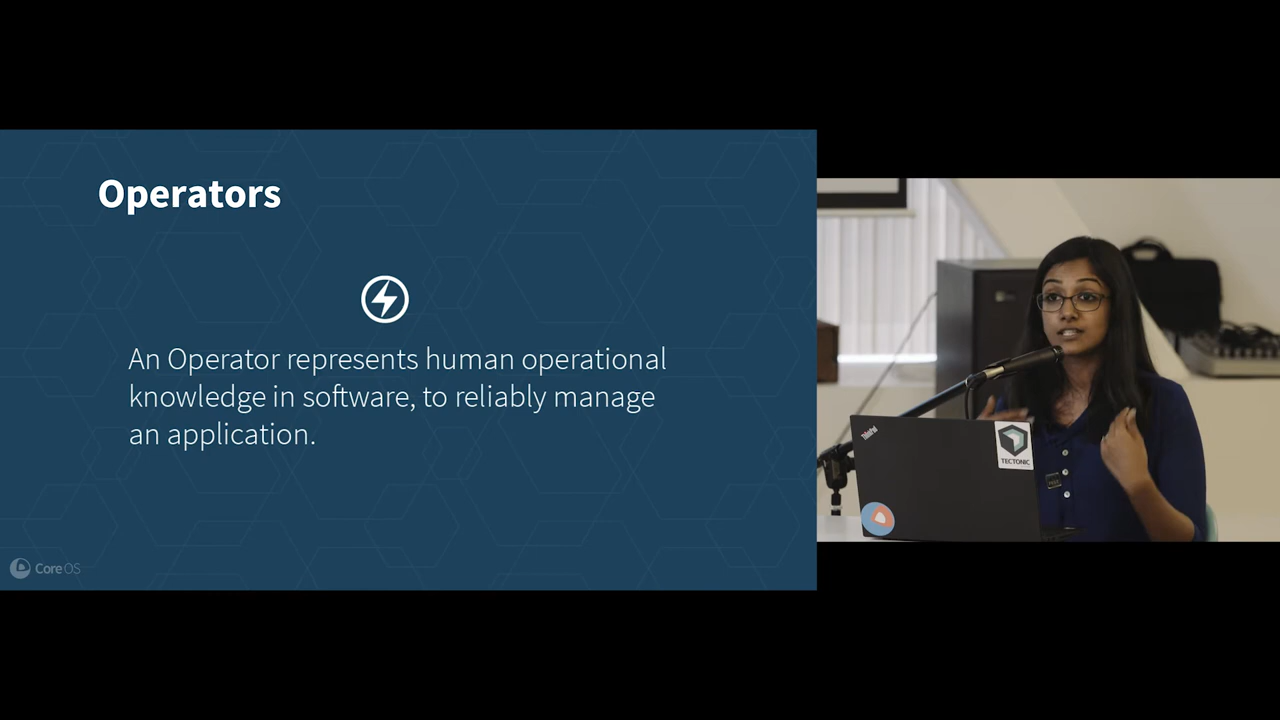 Operators
An Operator represents human operational
knowledge in software, to reliably manage
an application.
CoreOS
ThinkPad
TECTONIC